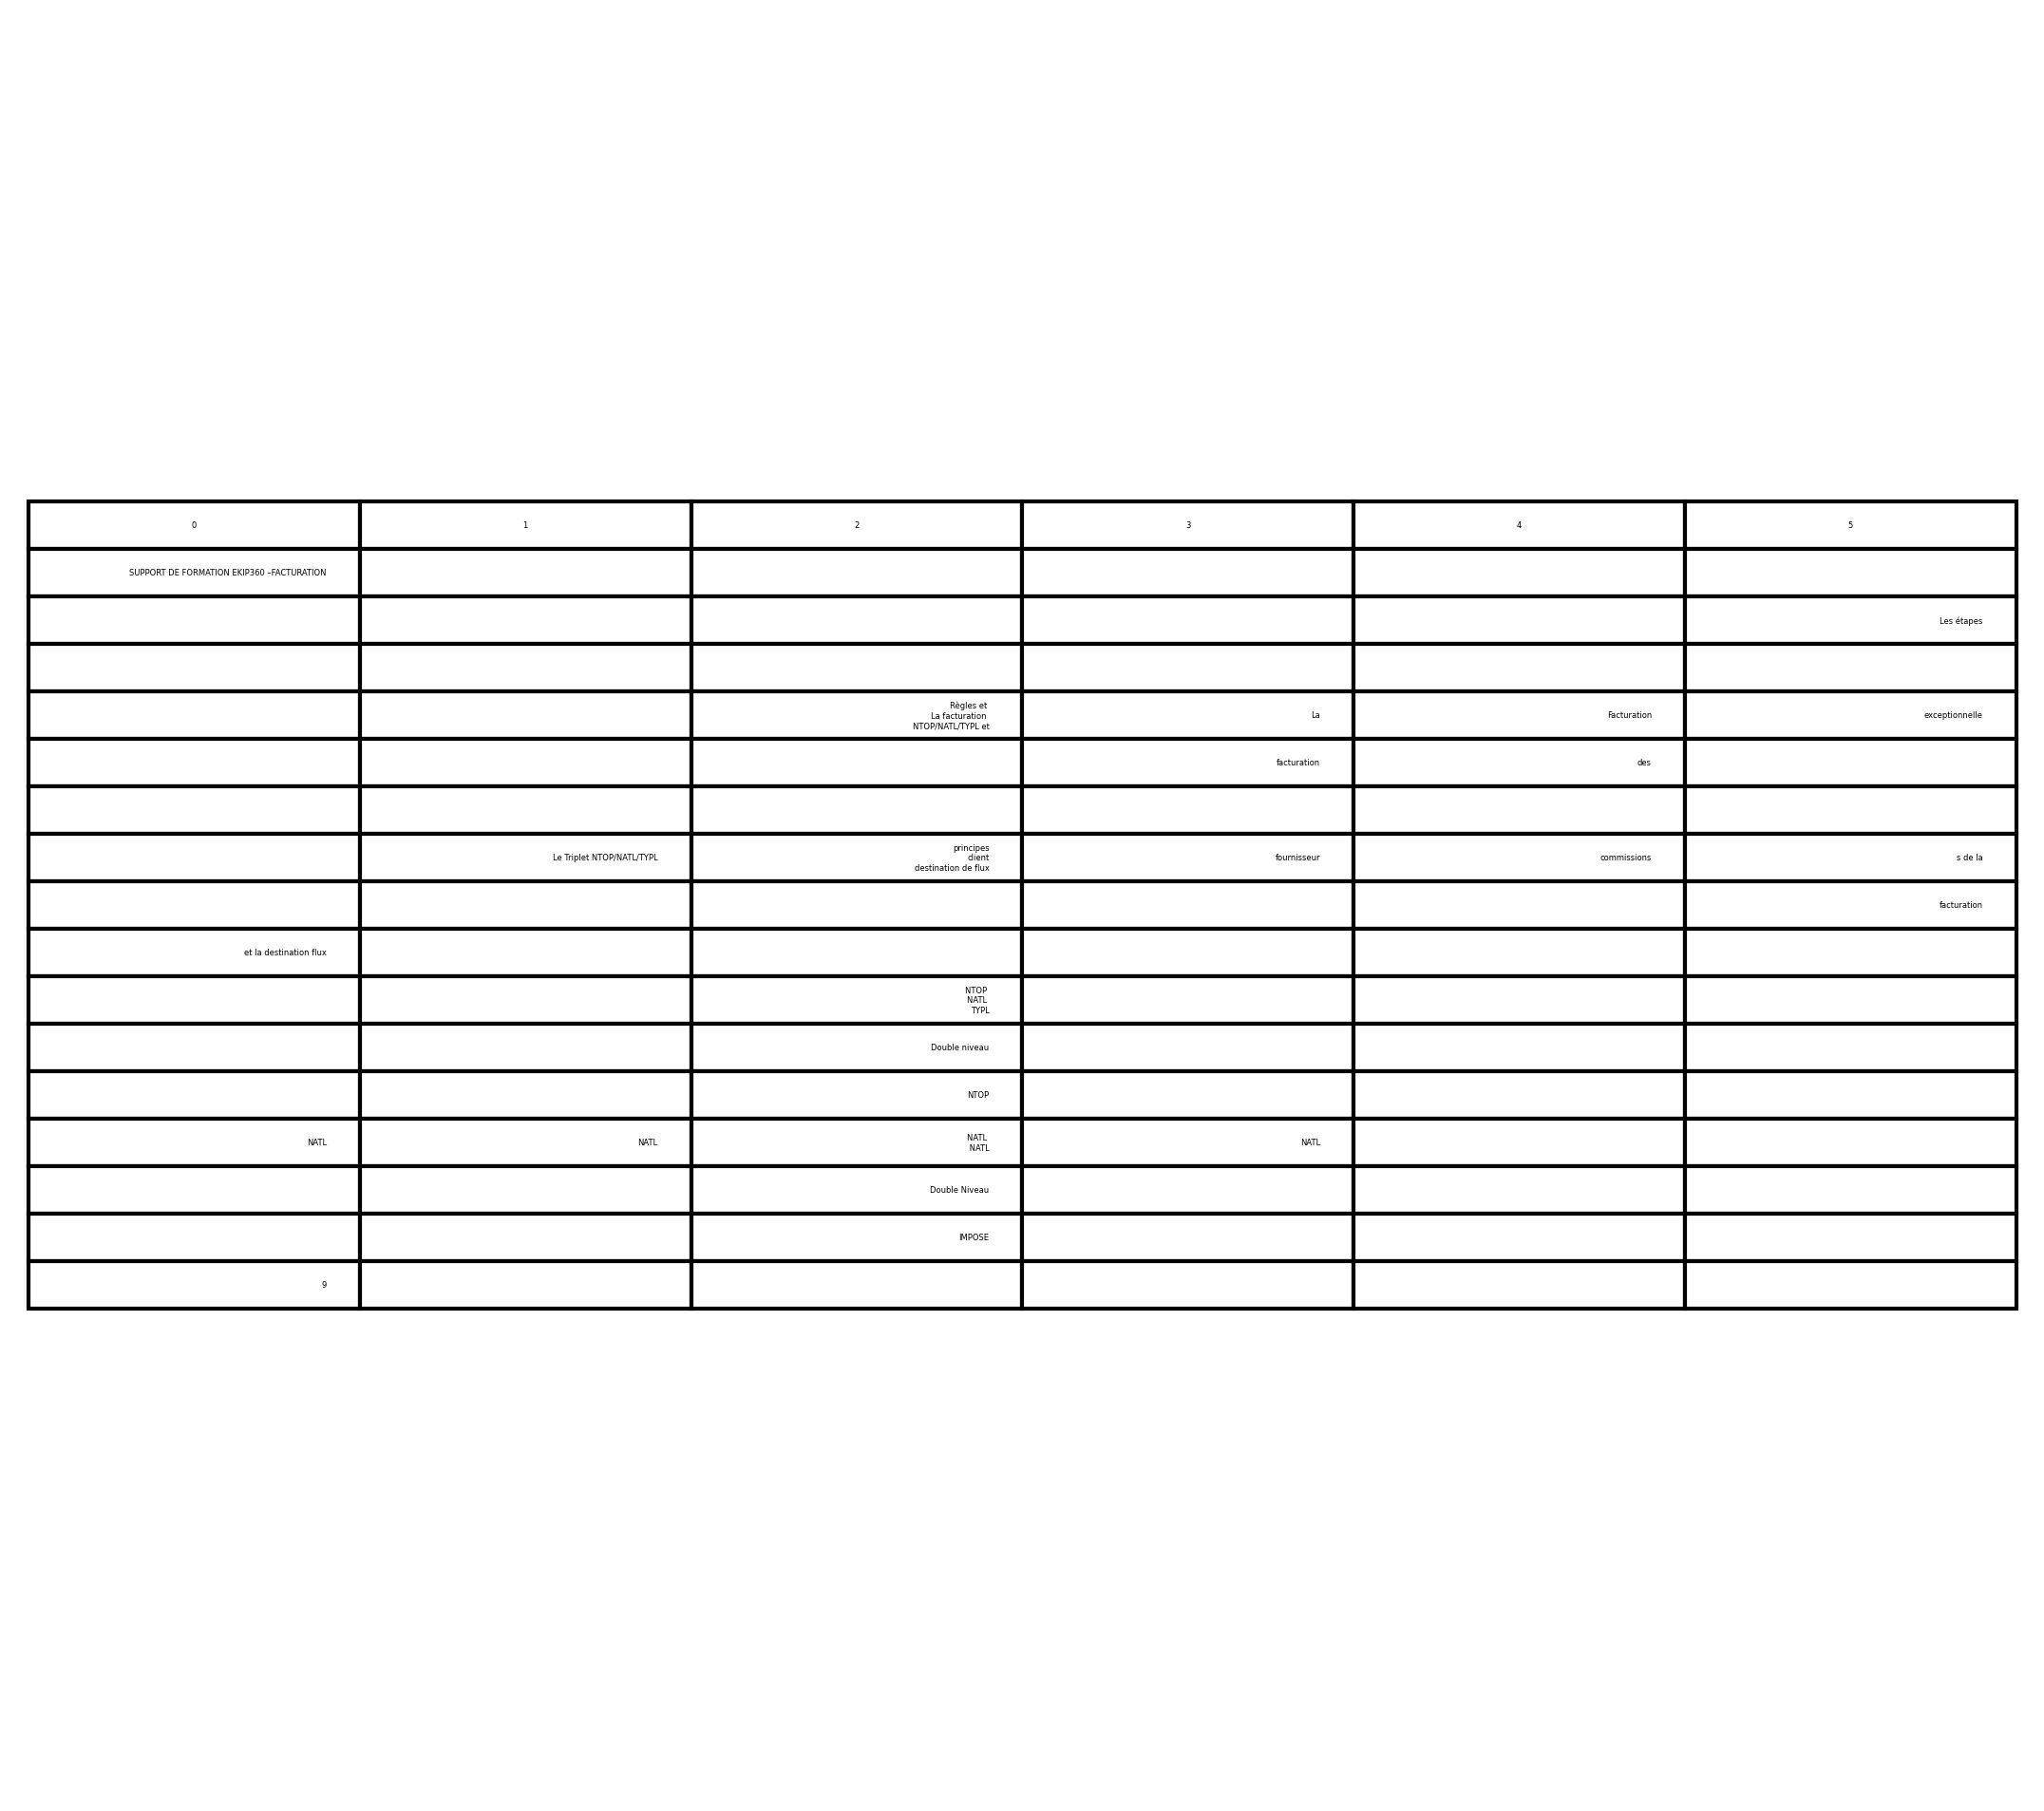 0 1 2 3 4 5
SUPPORT DE FORMATION EKIP360 –FACTURATION
Les étapes
Règles et
La facturation
NTOP/NATL/TYPL et
La
Facturation
exceptionnelle
facturation
des
Le Triplet NTOP/NATL/TYPL
principes
client
destination de flux
fournisseur
commissions
s de la
facturation
et la destination flux
NTOP
NATL
TYPL
Double niveau
NTOP
NATL
NATL
NATL
NATL
NATL
Double Niveau
IMPOSE
9